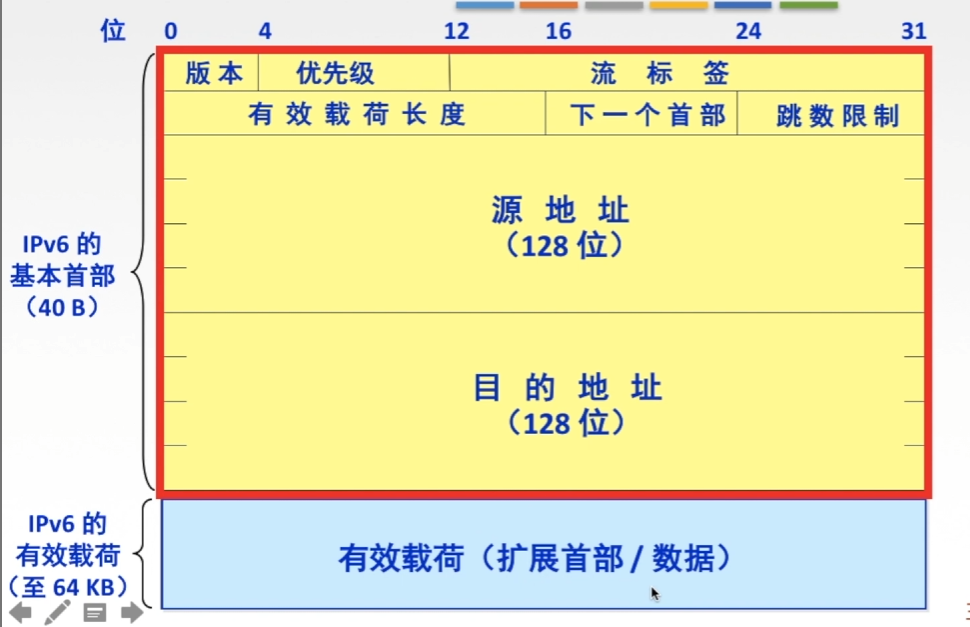 位 0 4 12 16 24 31
版本 优先级 流标签
有效载荷长度 下一个首部 跳数限制
源地址
（128 位）
IPv6 的
基本首部
（40 B）
目的地址
（128 位）
IPv6 的
有效载荷
（至 64 KB）
有效载荷（扩展首部 / 数据）